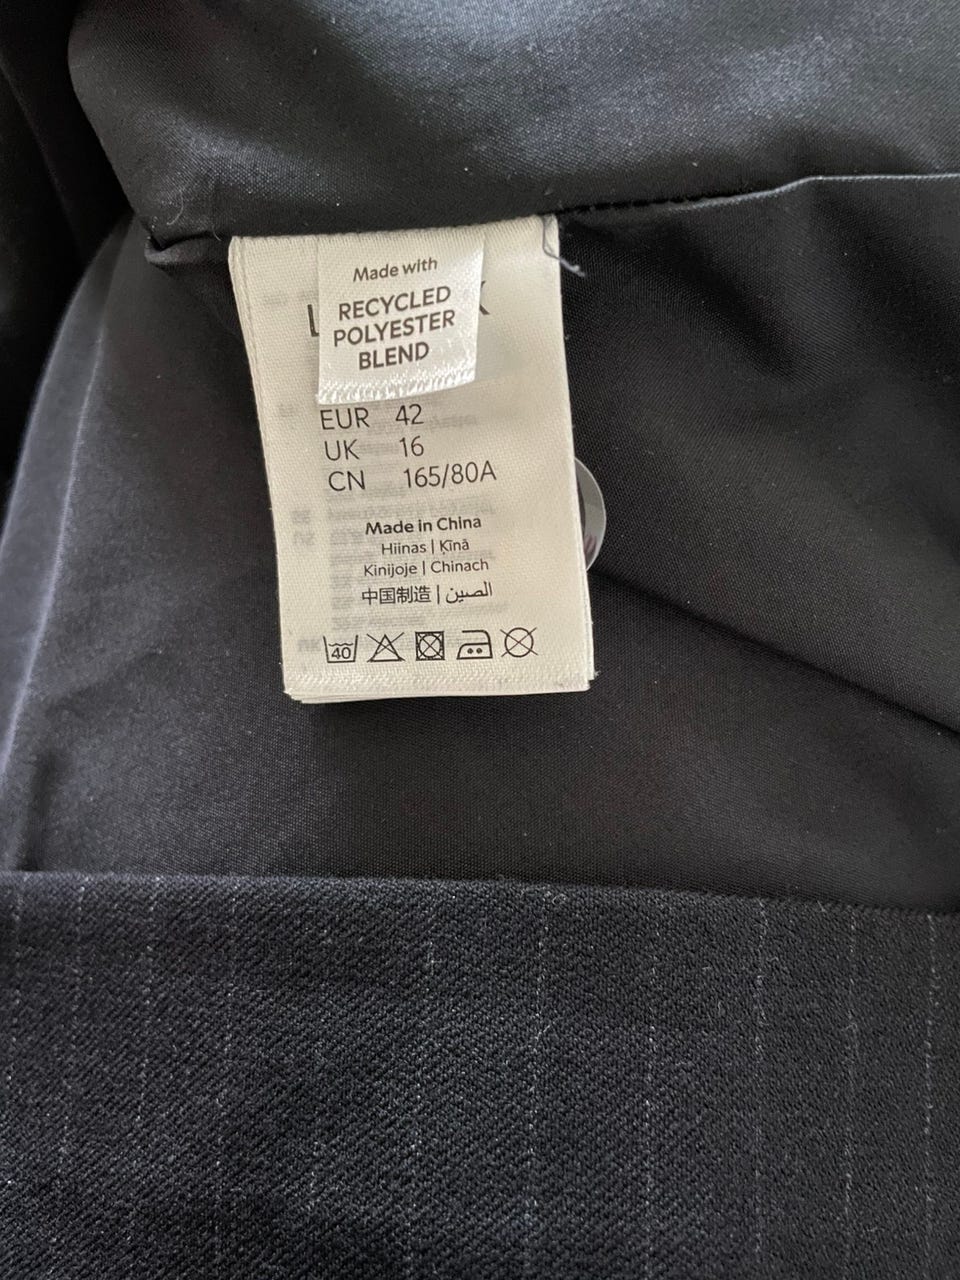 Made with
RECYCLED
POLYESTER
BLEND
EUR 42
UK 16
CN 165/80A
Made in China
Hiinas | Ķīnā
Kinijoje | Chinach
中国制造 | الصين
40